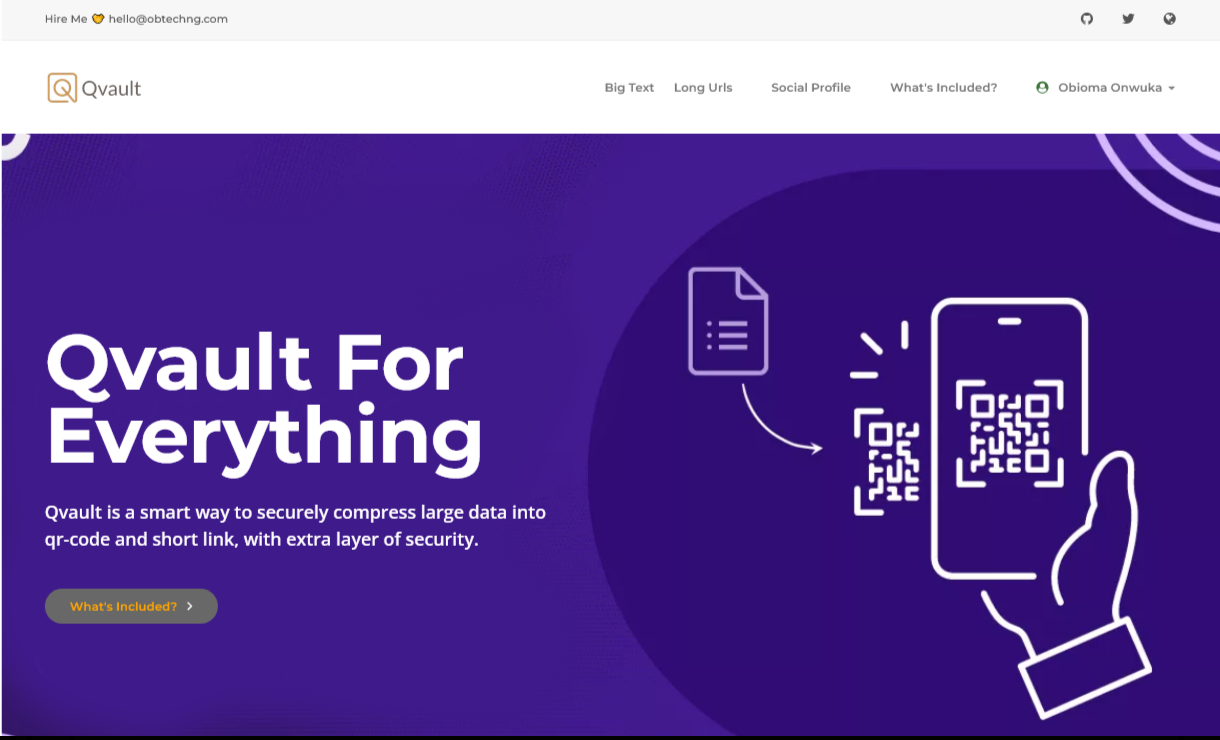 Hire Me 🤝 hello@obtechng.com
Qvault
Big Text Long Urls Social Profile What's Included? Obioma Onwuka
Qvault For
Everything
Qvault is a smart way to securely compress large data into
qr-code and short link, with extra layer of security.
What's Included?